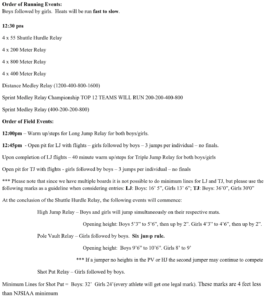 Order of Running Events:
Boys followed by girls. Heats will be run fast to slow.
12:30 pm
4 x 55 Shuttle Hurdle Relay
4 x 200 Meter Relay
4 x 800 Meter Relay
4 x 400 Meter Relay
Distance Medley Relay (1200-400-800-1600)
Sprint Medley Relay Championship TOP 12 TEAMS WILL RUN 200-200-400-800
Sprint Medley Relay (400-200-200-800)
Order of Field Events:
12:00pm – Warm up/steps for Long Jump Relay for both boys/girls.
12:45pm – Open pit for LJ with flights – girls followed by boys – 3 jumps per individual – no finals.
Upon completion of LJ flights – 40 minute warm up/steps for Triple Jump Relay for both boys/girls
Open pit for TJ with flights - girls followed by boys – 3 jumps per individual – no finals
*** Please note that since we have multiple boards it is not possible to do minimums for LJ and TJ, but please use the
following marks as a guideline when considering entries: LJ: Boys: 16' 5", Girls 13' 6"; TJ: Boys: 34'0", Girls 30'0"
At the conclusion of the Shuttle Hurdle Relay, the following events will commence:
High Jump Relay – Boys and girls will jump simultaneously on their respective mats.
Opening height: Boys 5'3" to 5'6", then up by 2". Girls 4'3" to 4'6", then up by 2".
Pole Vault Relay – Girls followed by boys. Six jump rule.
Opening height: Boys 9'6" to 10'6". Girls 8' to 9'
*** If a jumper no heights in the PV or HJ the second jumper may continue to compete
Shot Put Relay – Girls followed by boys.
Minimum Lines for Shot Put - Boys: 32' Girls 24'(every athlete will get one legal mark). These marks are 4 feet less
than NJSIAA minimum